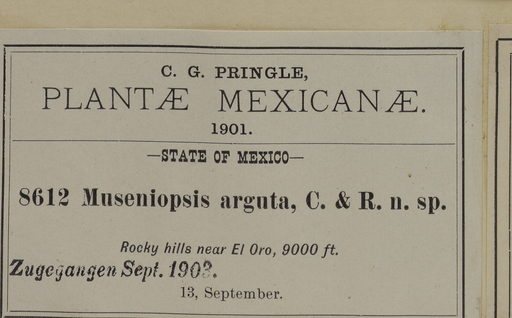 C. G. PRINGLE,
PLANTÆ MEXICANÆ.
1901.
—STATE OF MEXICO—
8612 Museniopsis arguta, C. & R. n. sp.
Rocky hills near El Oro, 9000 ft.
Zugegangen Sept.
13, September.